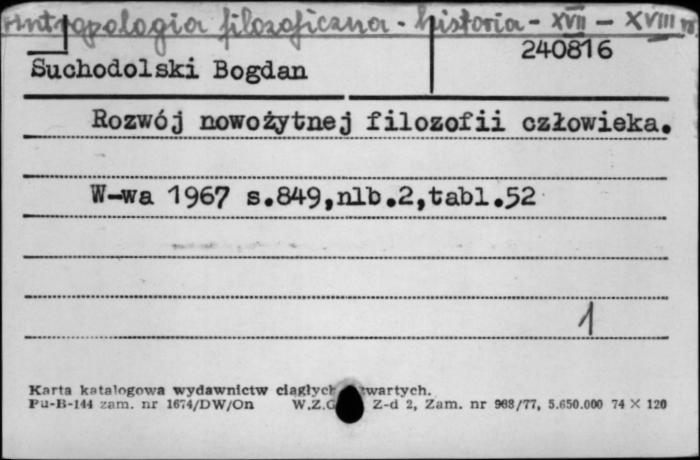 Antropologia filozoficzna - historia - XVII - XVIII w.
240816
Suchodolski Bogdan
Rozwój nowożytnej filozofii człowieka.
W-wa 1967 s.849,nlb.2,tabl.52
1
Karta katalogowa wydawnictw ciągłych
Pu-B-144 zam. nr 1674/DW/On W.Z.G Z-d 2, Zam. nr 968/77, 5.650.000 74 × 120